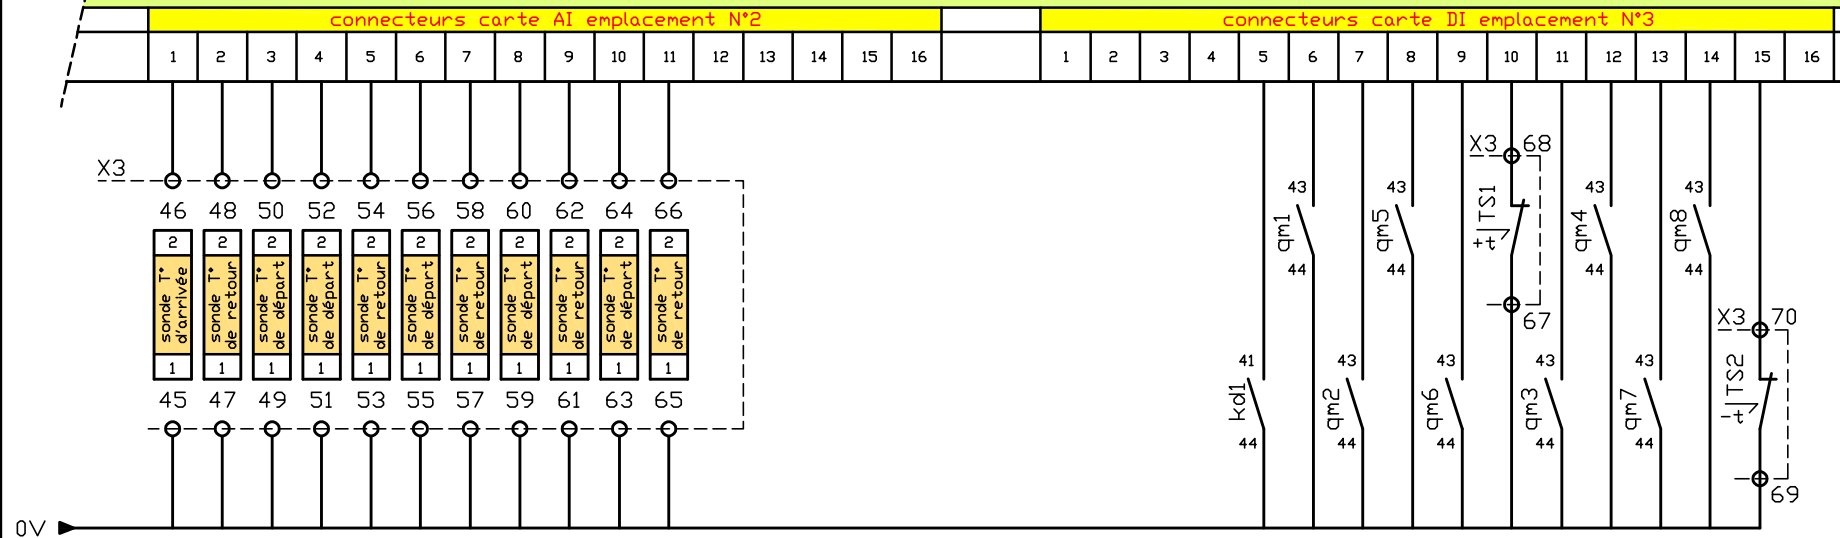 connecteurs carte AI emplacement N°2
connecteurs carte DI emplacement N°3
1 2 3 4 5 6 7 8 9 10 11 12 13 14 15 16
1 2 3 4 5 6 7 8 9 10 11 12 13 14 15 16
X3
46 48 50 52 54 56 58 60 62 64 66
2 2 2 2 2 2 2 2 2 2 2
sonde T°
d'arrivée
sonde T°
de retour
sonde T°
de départ
sonde T°
de départ
sonde T°
de retour
sonde T°
de départ
sonde T°
de retour
sonde T°
de départ
sonde T°
de retour
sonde T°
de départ
sonde T°
de retour
1 1 1 1 1 1 1 1 1 1 1
45 47 49 51 53 55 57 59 61 63 65
0V
41
kd1
44
43
qm1
44
43
qm2
44
43
qm5
44
43
qm6
44
X3 68
TS1
+t
67
43
qm3
44
43
qm4
44
43
qm7
44
43
qm8
44
X3 70
TS2
-t
69